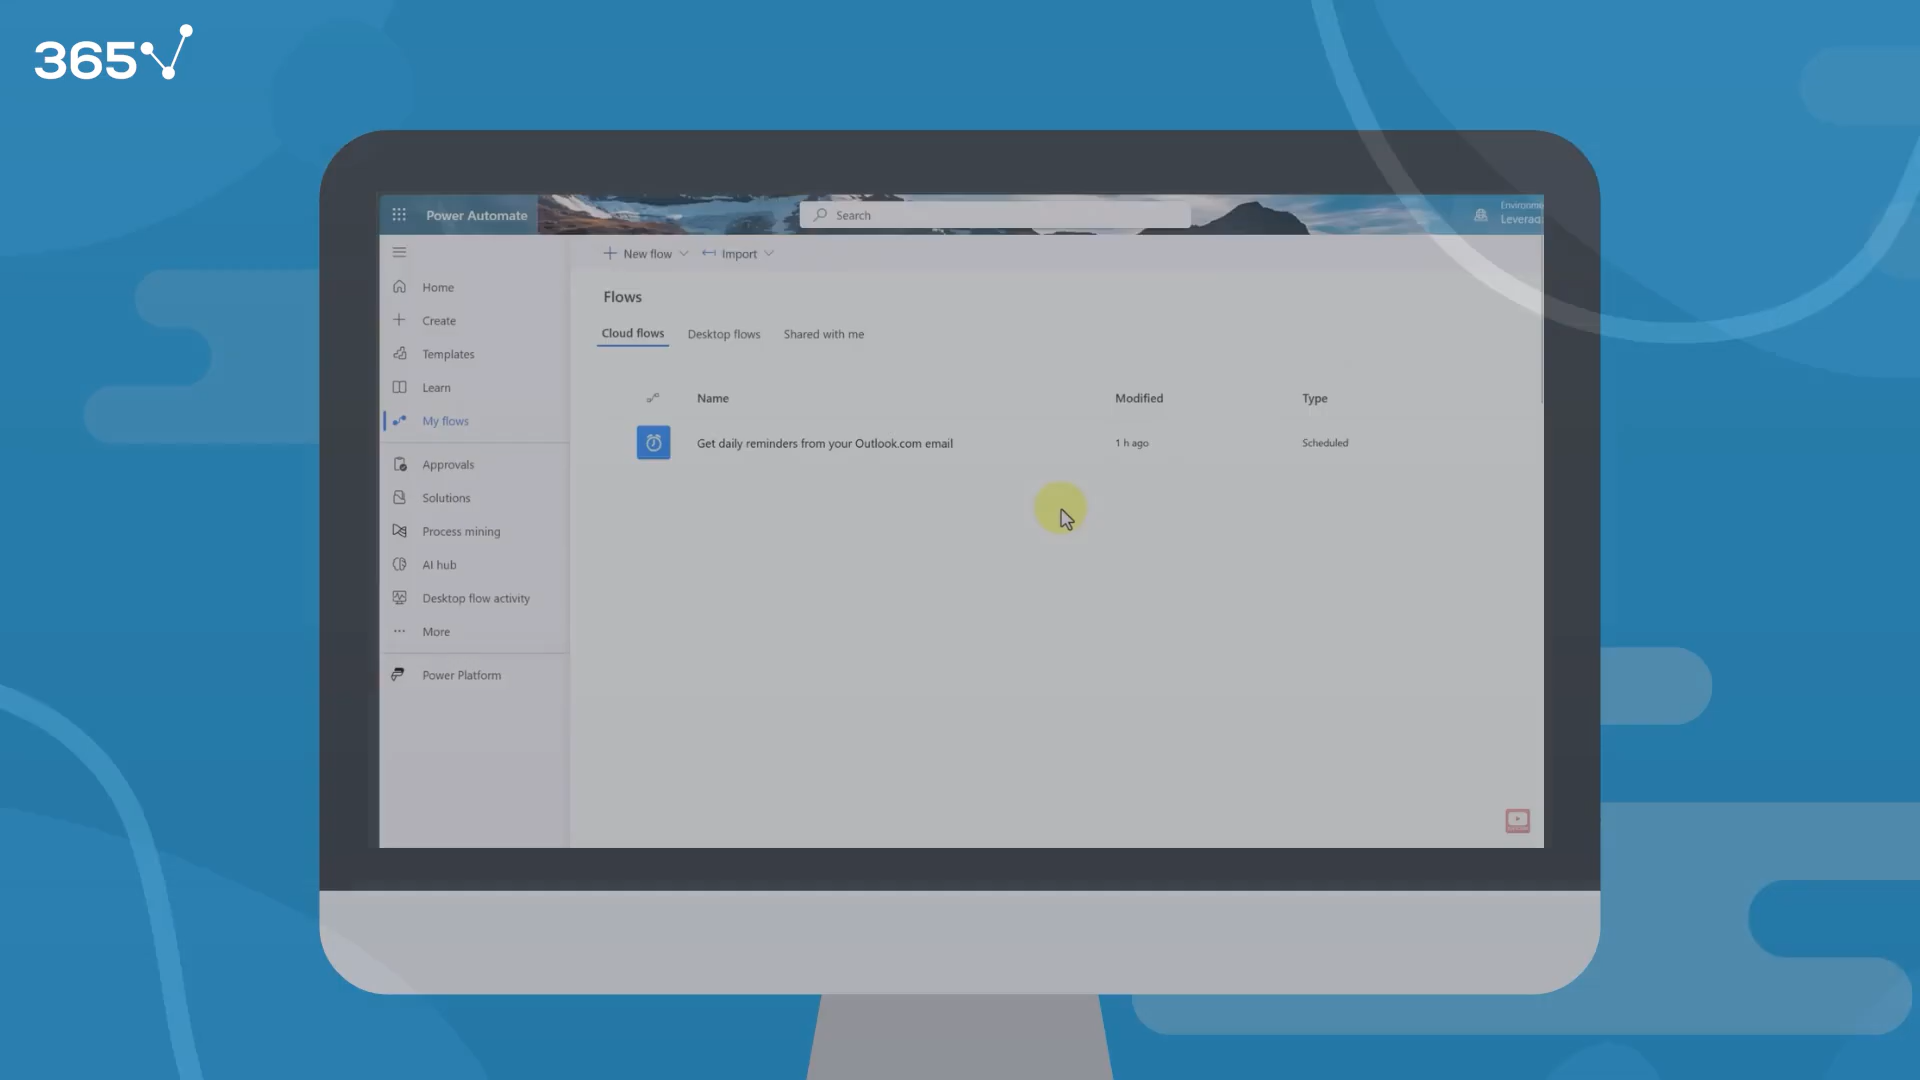 365
Power Automate
Search
Environme
Leverag
New flow
Import
Home
Create
Templates
Learn
My flows
Approvals
Solutions
Process mining
AI hub
Desktop flow activity
More
Power Platform
Flows
Cloud flows
Desktop flows
Shared with me
Name
Modified
Type
Get daily reminders from your Outlook.com email
1 h ago
Scheduled